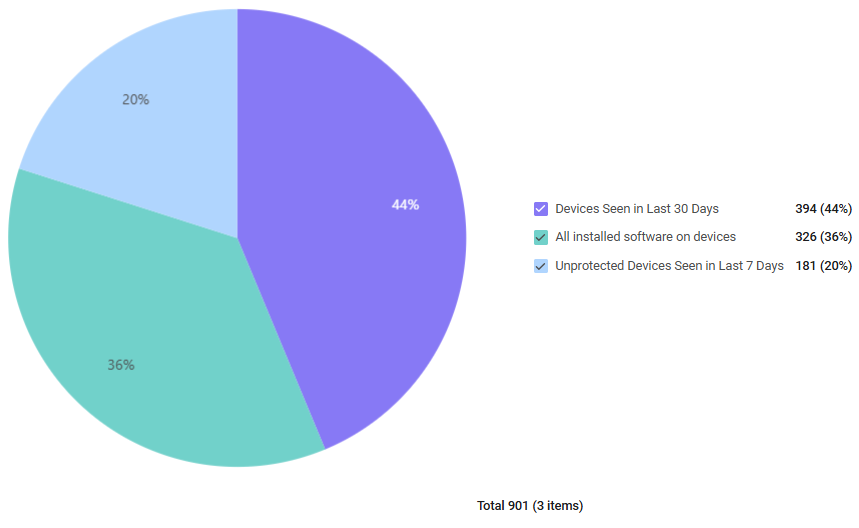 20%
44%
36%
Devices Seen in Last 30 Days 394 (44%)
All installed software on devices 326 (36%)
Unprotected Devices Seen in Last 7 Days 181 (20%)
Total 901 (3 items)